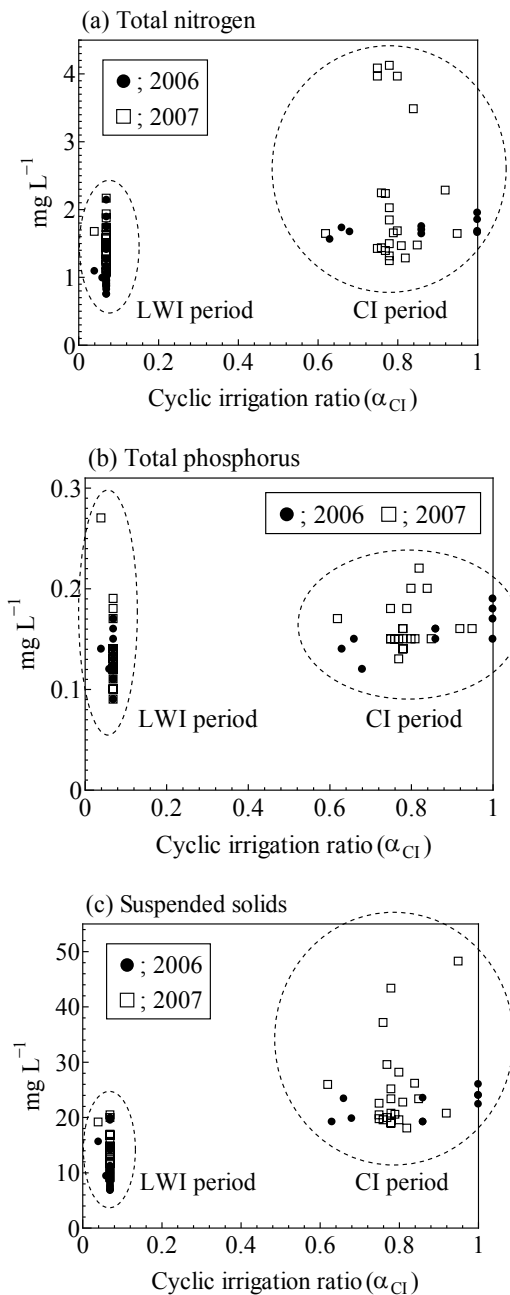 (a) Total nitrogen
4
3
2
1
0
mg L⁻¹
● ; 2006
□ ; 2007
LWI period
CI period
0 0.2 0.4 0.6 0.8 1
Cyclic irrigation ratio (α_CI)
(b) Total phosphorus
0.3
0.2
0.1
0
mg L⁻¹
● ; 2006 □ ; 2007
LWI period
CI period
0 0.2 0.4 0.6 0.8 1
Cyclic irrigation ratio (α_CI)
(c) Suspended solids
50
40
30
20
10
0
mg L⁻¹
● ; 2006
□ ; 2007
LWI period
CI period
0 0.2 0.4 0.6 0.8 1
Cyclic irrigation ratio (α_CI)